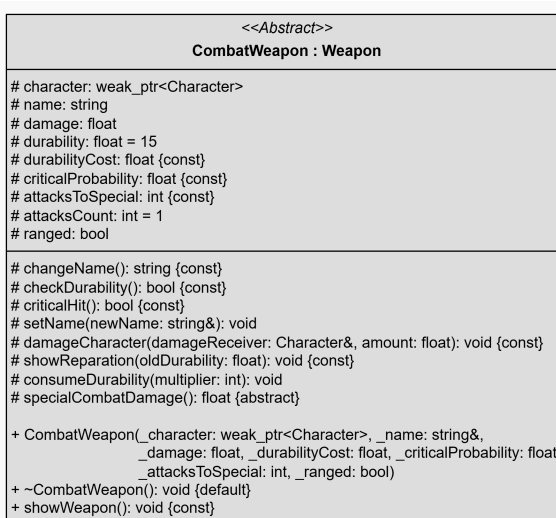 <<Abstract>>
CombatWeapon : Weapon
# character: weak_ptr<Character>
# name: string
# damage: float
# durability: float = 15
# durabilityCost: float {const}
# criticalProbability: float {const}
# attacksToSpecial: int {const}
# attacksCount: int = 1
# ranged: bool
# changeName(): string {const}
# checkDurability(): bool {const}
# criticalHit(): bool {const}
# setName(newName: string&): void
# damageCharacter(damageReceiver: Character&, amount: float): void {const}
# showReparation(oldDurability: float): void {const}
# consumeDurability(multiplier: int): void
# specialCombatDamage(): float {abstract}
+ CombatWeapon(_character: weak_ptr<Character>, _name: string&,
_damage: float, _durabilityCost: float, _criticalProbability: float
_attacksToSpecial: int, _ranged: bool)
+ ~CombatWeapon(): void {default}
+ showWeapon(): void {const}